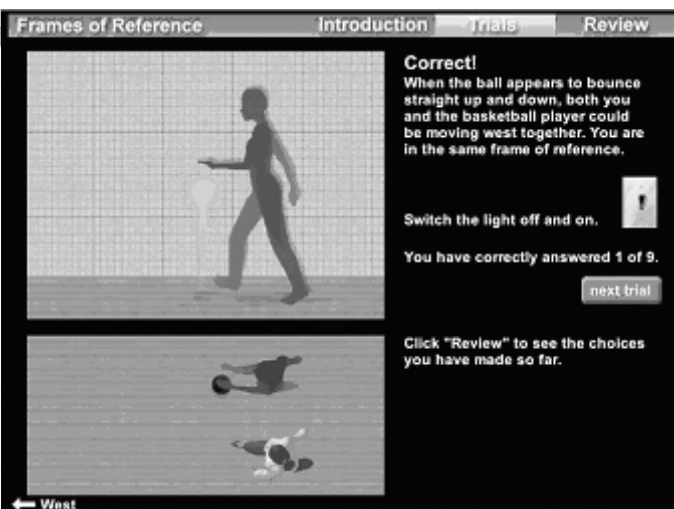 Frames of Reference
Introduction
Trials
Review
Correct!
When the ball appears to bounce
straight up and down, both you
and the basketball player could
be moving west together. You are
in the same frame of reference.
Switch the light off and on.
You have correctly answered 1 of 9.
next trial
Click "Review" to see the choices
you have made so far.
West